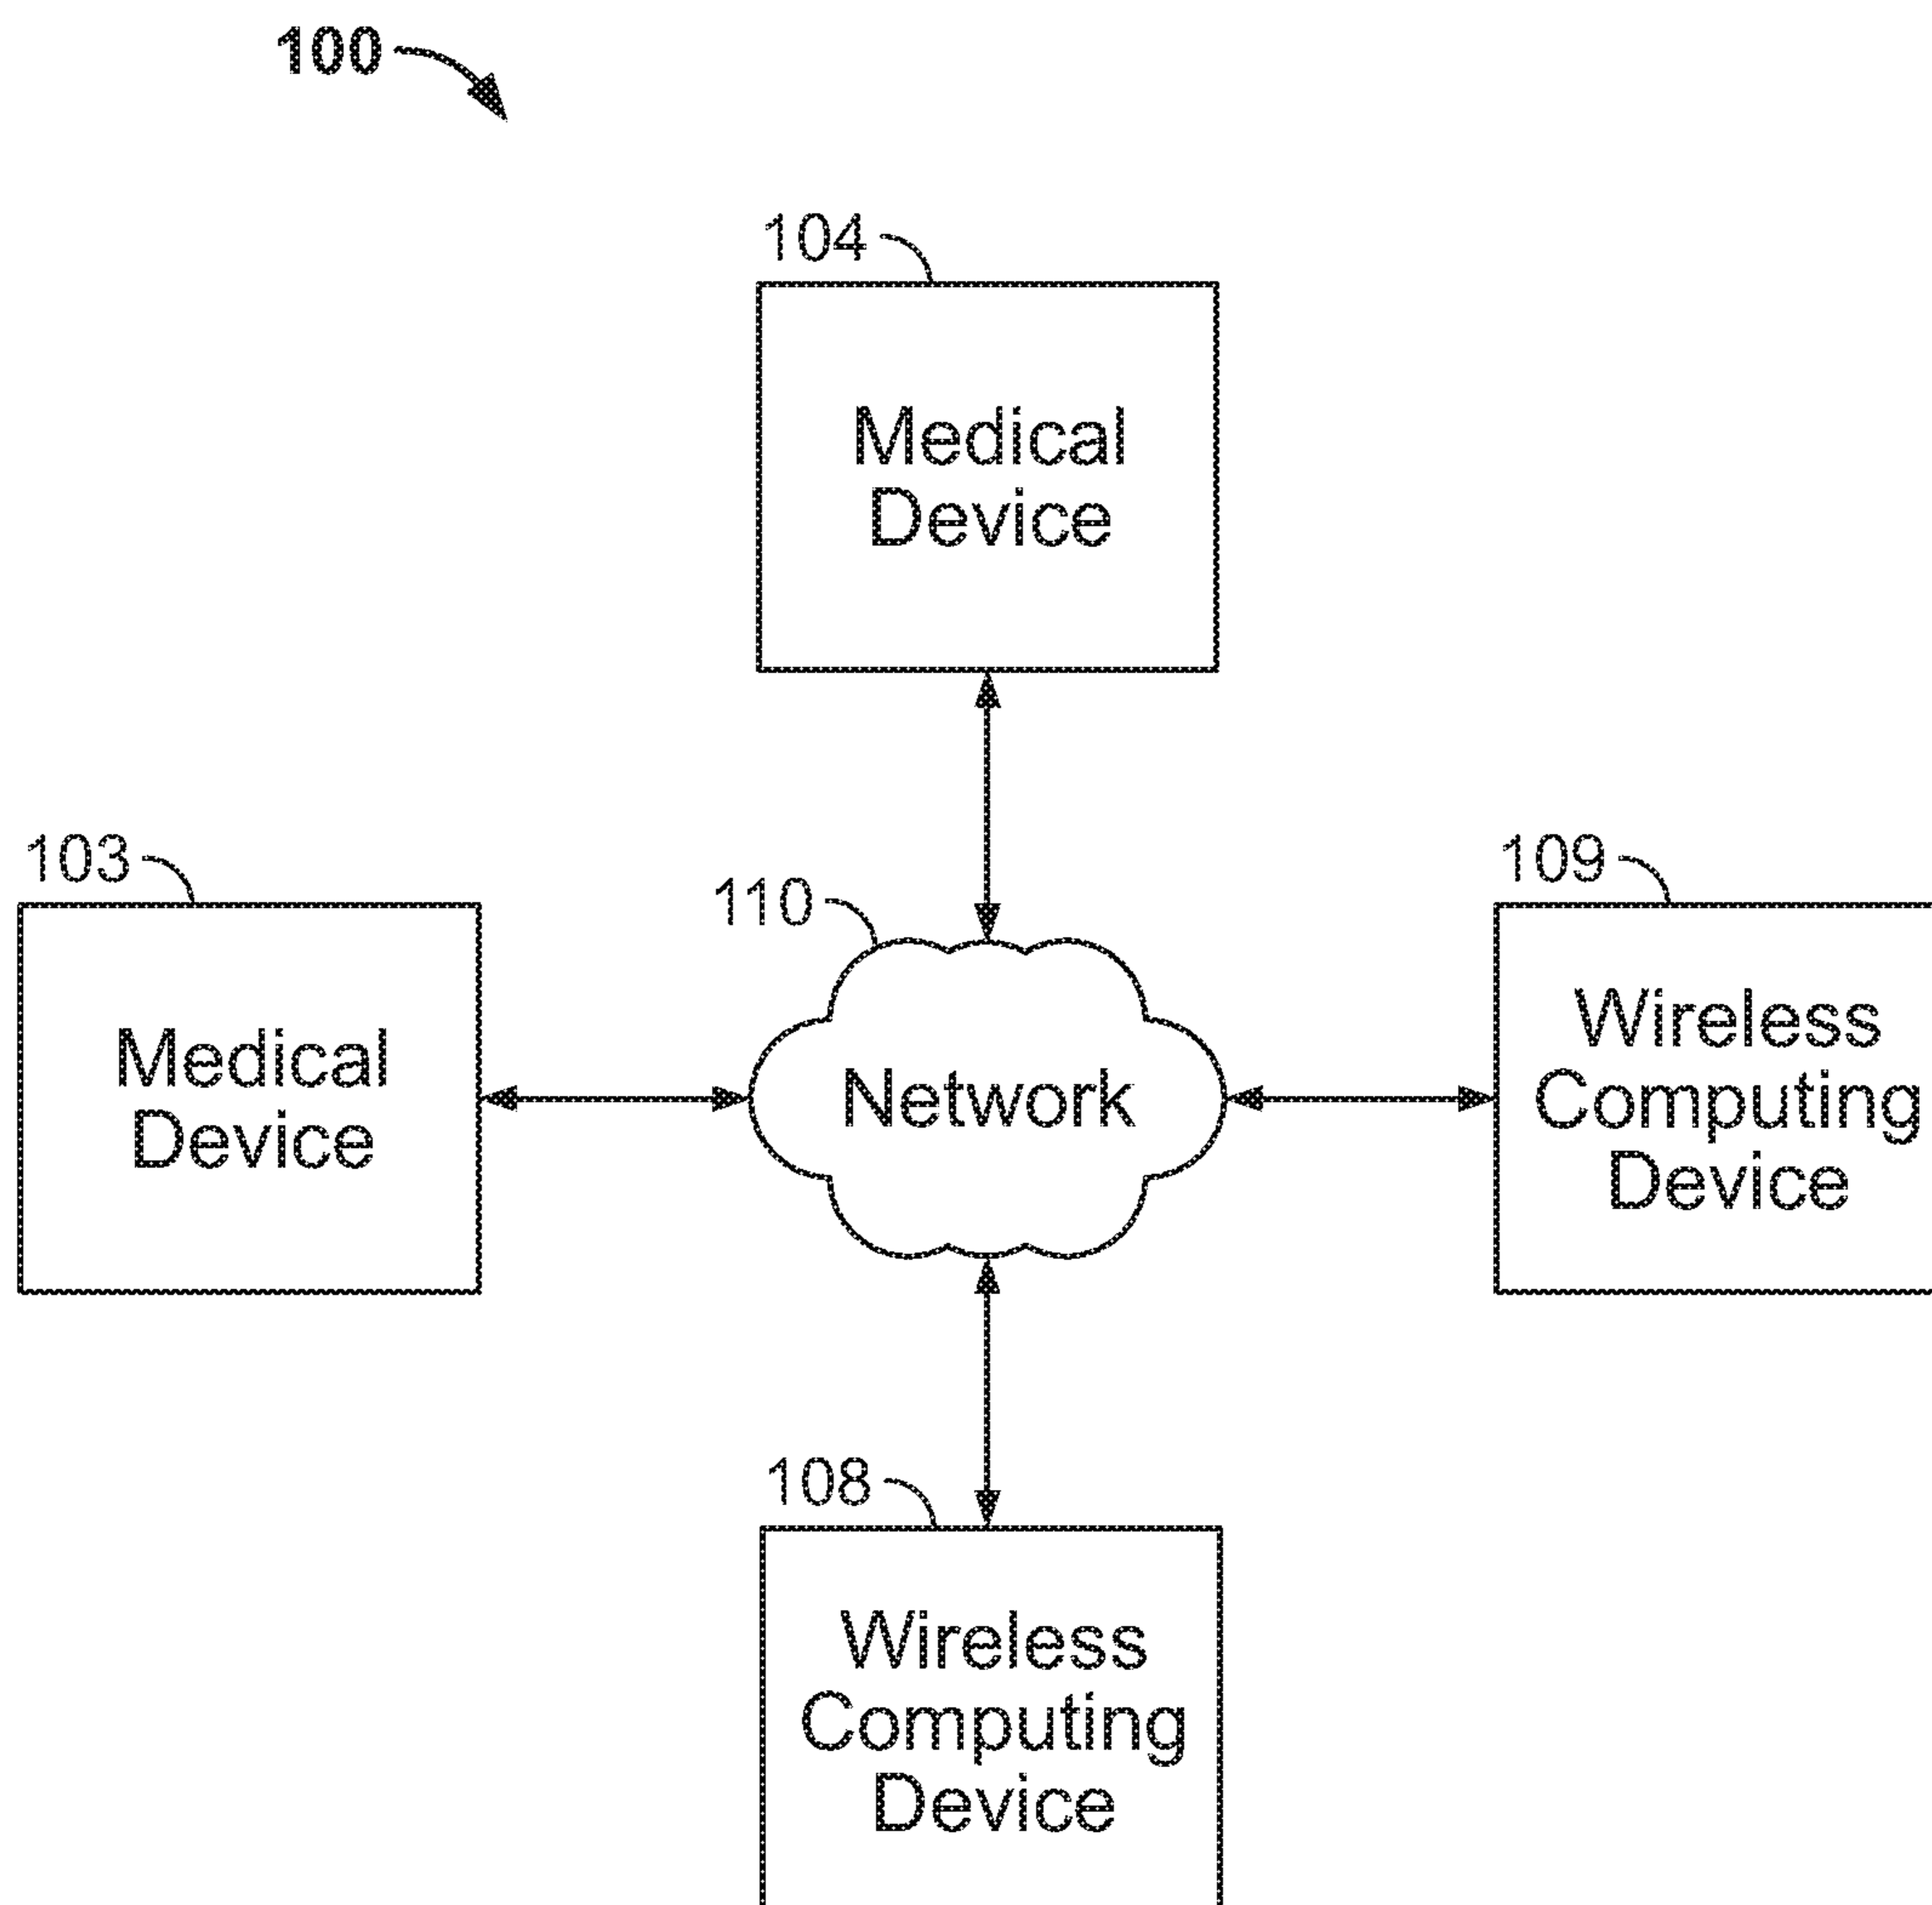 100
104
Medical
Device
103
110
109
Medical
Device
Network
Wireless
Computing
Device
108
Wireless
Computing
Device